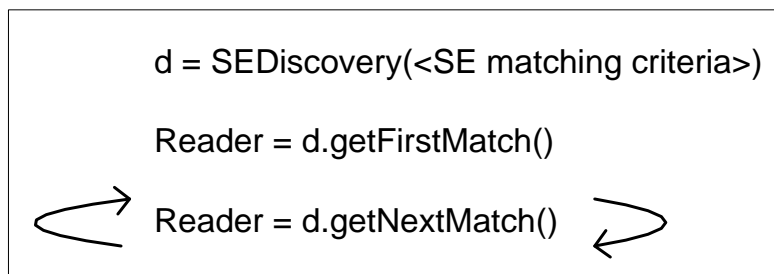 d = SEDiscovery(<SE matching criteria>)
Reader = d.getFirstMatch()
Reader = d.getNextMatch()